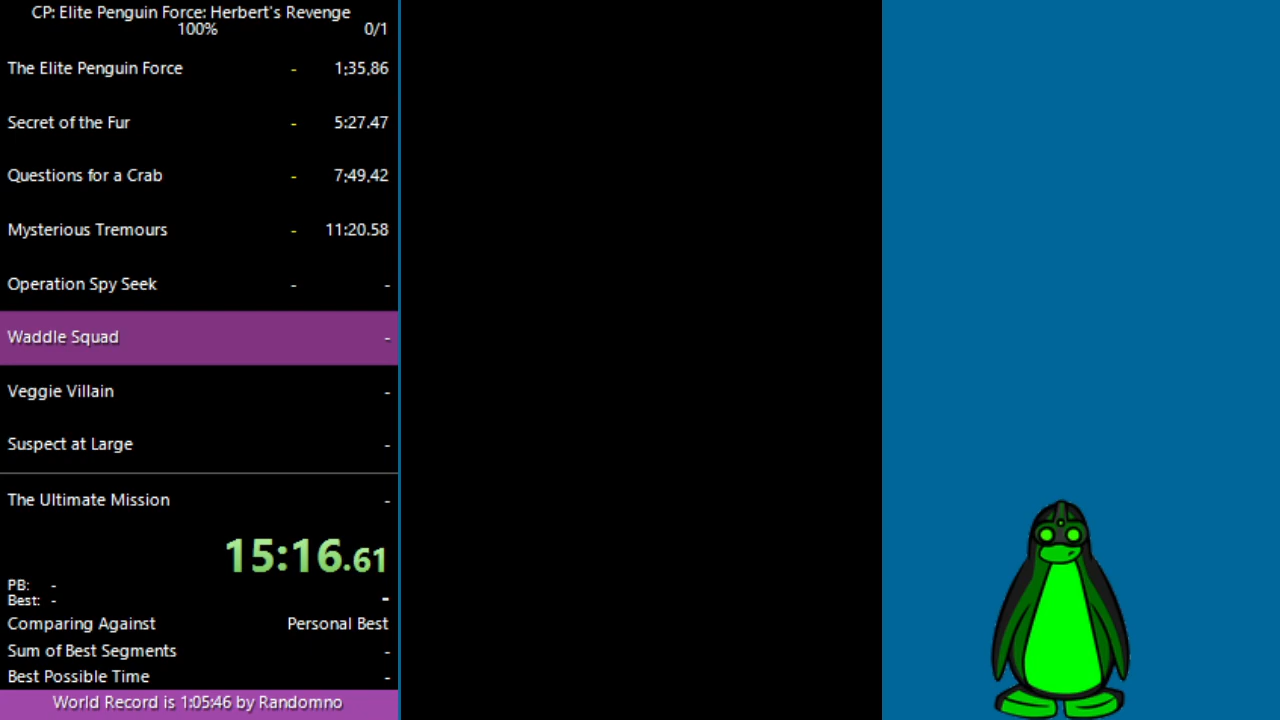 CP: Elite Penguin Force: Herbert's Revenge
100% 0/1
The Elite Penguin Force - 1:35.86
Secret of the Fur - 5:27.47
Questions for a Crab - 7:49.42
Mysterious Tremours - 11:20.58
Operation Spy Seek - -
Waddle Squad -
Veggie Villain -
Suspect at Large -
The Ultimate Mission -
15:16.61
PB: -
Best: - -
Comparing Against Personal Best
Sum of Best Segments -
Best Possible Time -
World Record is 1:05:46 by Randomno